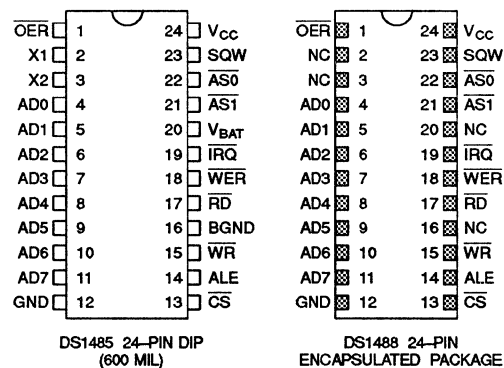 OER 1 24 VCC OER 1 24 VCC
X1 2 23 SQW NC 2 23 SQW
X2 3 22 AS0 NC 3 22 AS0
AD0 4 21 AS1 AD0 4 21 AS1
AD1 5 20 VBAT AD1 5 20 NC
AD2 6 19 IRQ AD2 6 19 IRQ
AD3 7 18 WER AD3 7 18 WER
AD4 8 17 RD AD4 8 17 RD
AD5 9 16 BGND AD5 9 16 NC
AD6 10 15 WR AD6 10 15 WR
AD7 11 14 ALE AD7 11 14 ALE
GND 12 13 CS GND 12 13 CS
DS1485 24–PIN DIP DS1488 24–PIN
(600 MIL) ENCAPSULATED PACKAGE